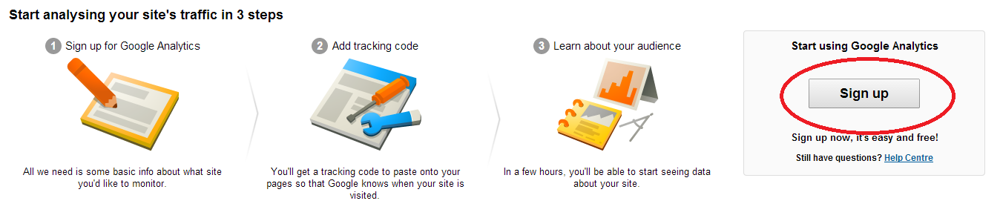 Start analysing your site's traffic in 3 steps
1 Sign up for Google Analytics
All we need is some basic info about what site
you'd like to monitor.
2 Add tracking code
You'll get a tracking code to paste onto your
pages so that Google knows when your site is
visited.
3 Learn about your audience
In a few hours, you'll be able to start seeing data
about your site.
Start using Google Analytics
Sign up
Sign up now, it's easy and free!
Still have questions? Help Centre